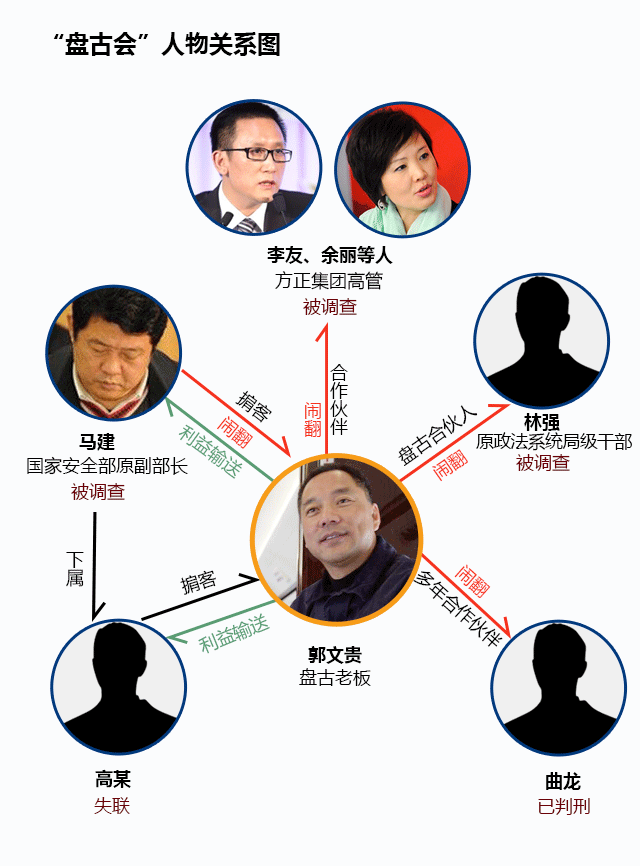 “盘古会”人物关系图
李友、余丽等人
方正集团高管
被调查
马建
国家安全部原副部长
被调查
掮客
闹翻
利益输送
合作伙伴
闹翻
盘古合伙人
闹翻
林强
原政法系统局级干部
被调查
下属
掮客
利益输送
闹翻
多年合作伙伴
郭文贵
盘古老板
高某
失联
曲龙
已判刑